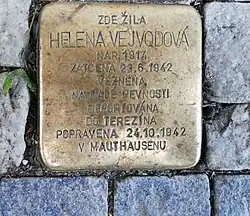 ZDE ŽILA
HELENA VEJVODOVÁ
NAR. 1914
ZATČENA 23.6.1942
VĚZNĚNA
NA MALÉ PEVNOSTI
DEPORTOVÁNA
DO TEREZÍNA
POPRAVENA 24.10.1942
V MAUTHAUSENU